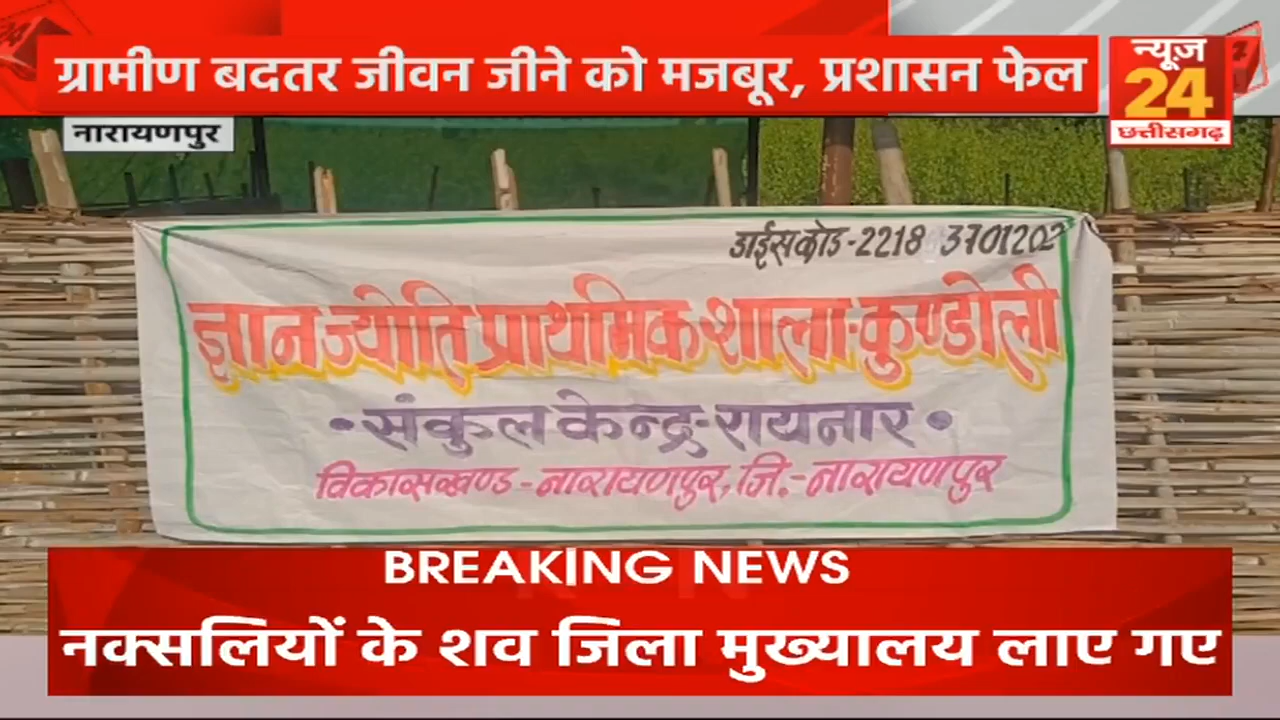 ग्रामीण बदतर जीवन जीने को मजबूर, प्रशासन फेल
न्यूज़
24
छत्तीसगढ़
नारायणपुर
डाईसकोड-2218 3701202
ज्ञान ज्योति प्राथमिक शाला-कुण्डोली
• संकुल केन्द्र-रायनार •
विकासखण्ड-नारायणपुर, जि.-नारायणपुर
BREAKING NEWS
नक्सलियों के शव जिला मुख्यालय लाए गए